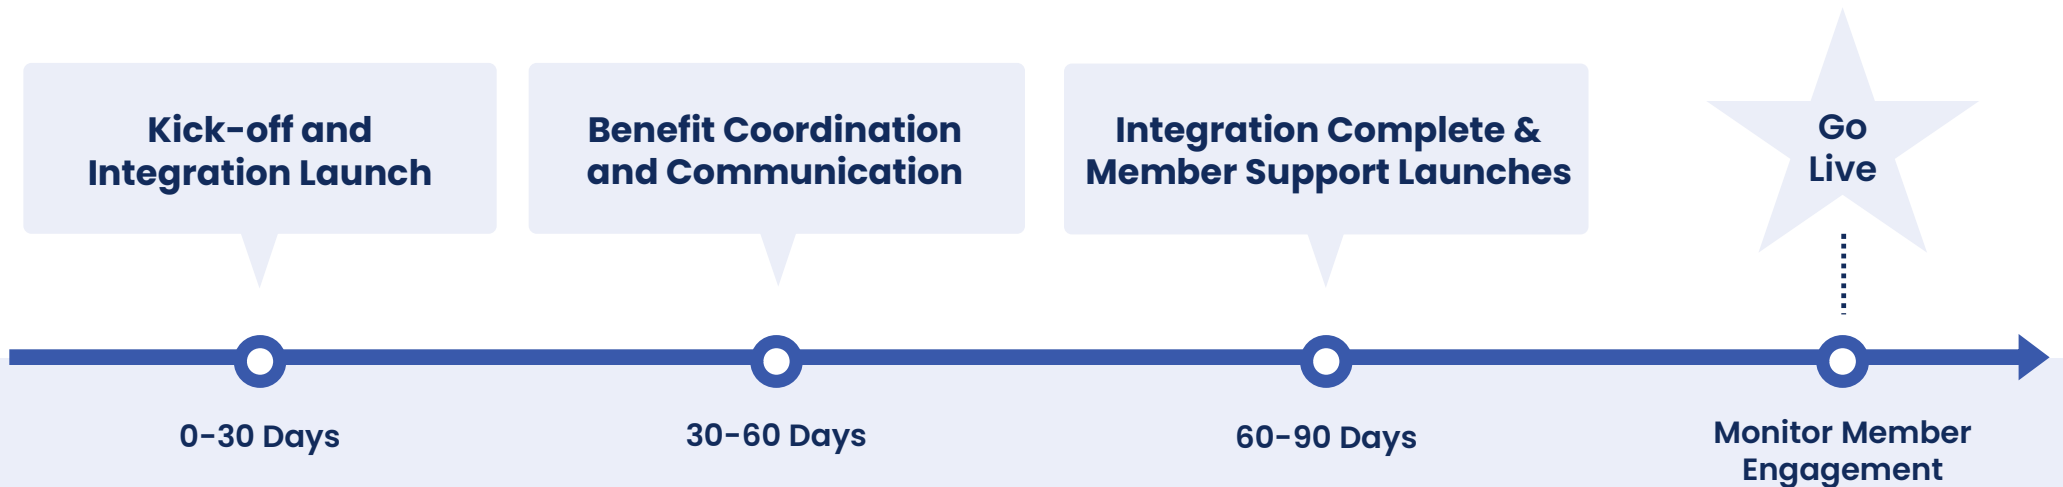 Kick-off and
Integration Launch
Benefit Coordination
and Communication
Integration Complete &
Member Support Launches
Go
Live
0-30 Days
30-60 Days
60-90 Days
Monitor Member
Engagement